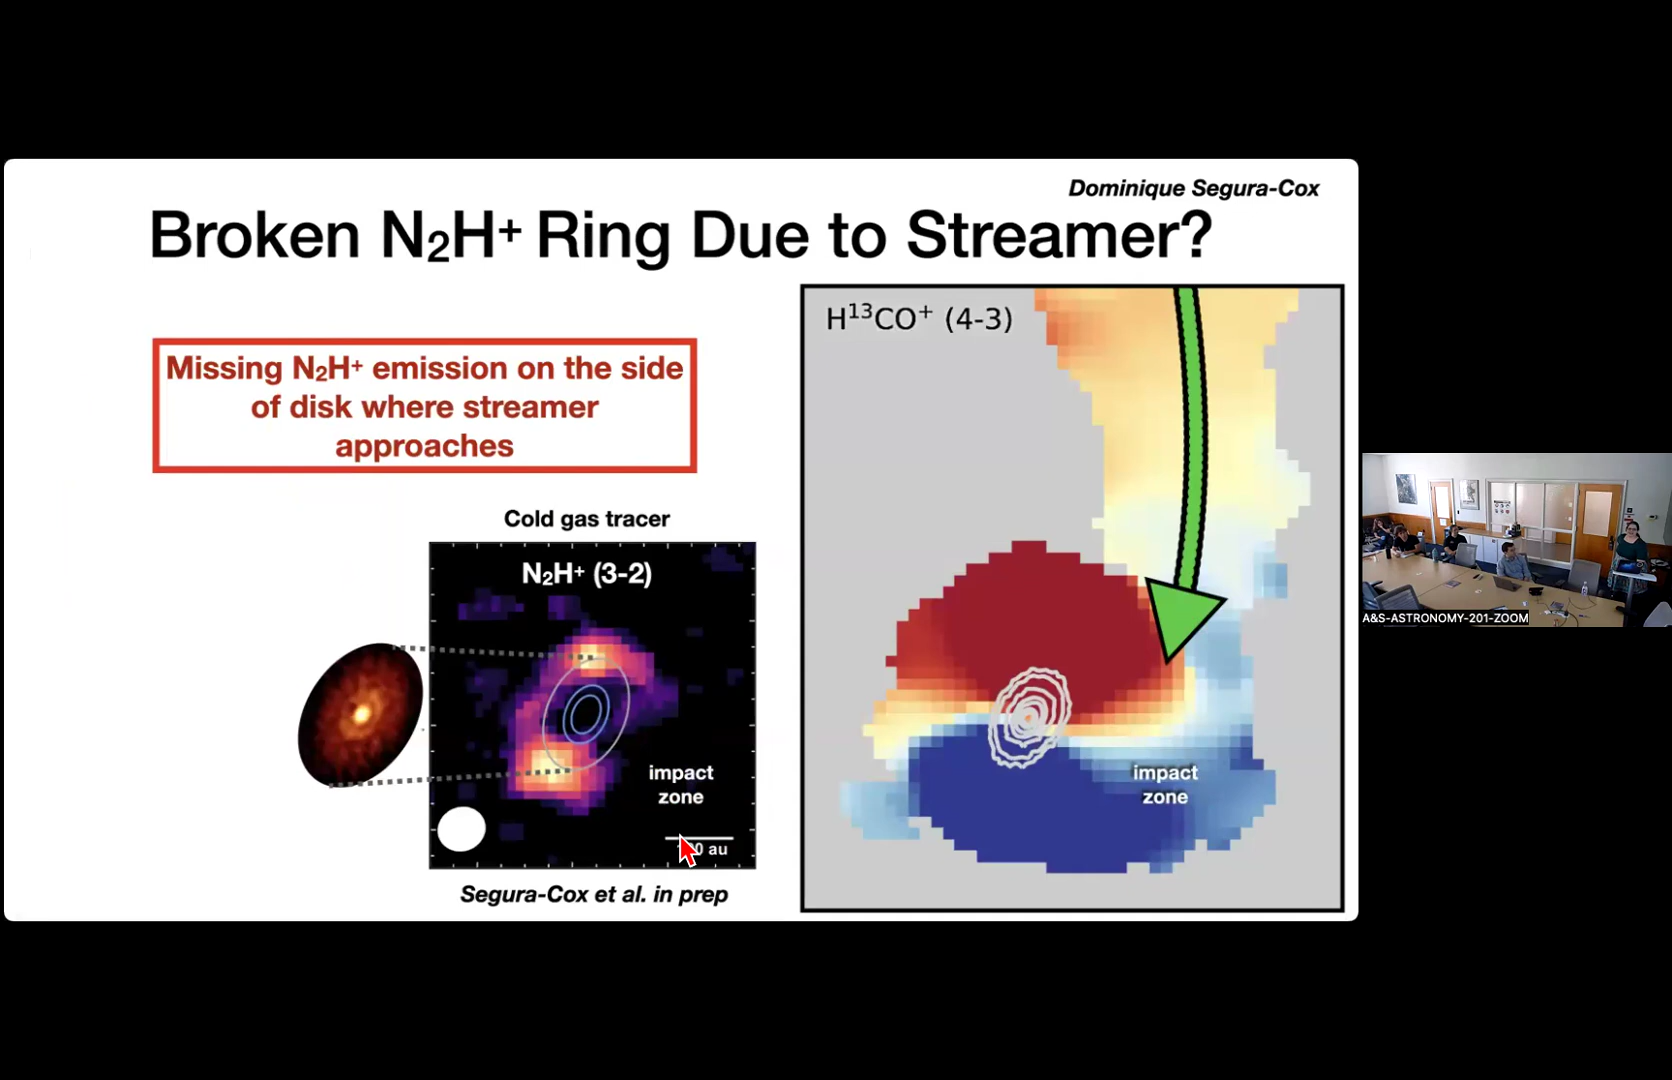 Dominique Segura-Cox
Broken N₂H⁺ Ring Due to Streamer?
Missing N₂H⁺ emission on the side
of disk where streamer
approaches
Cold gas tracer
N₂H⁺ (3-2)
impact
zone
au
Segura-Cox et al. in prep
H¹³CO⁺ (4-3)
impact
zone
A&S-ASTRONOMY-201-ZOOM